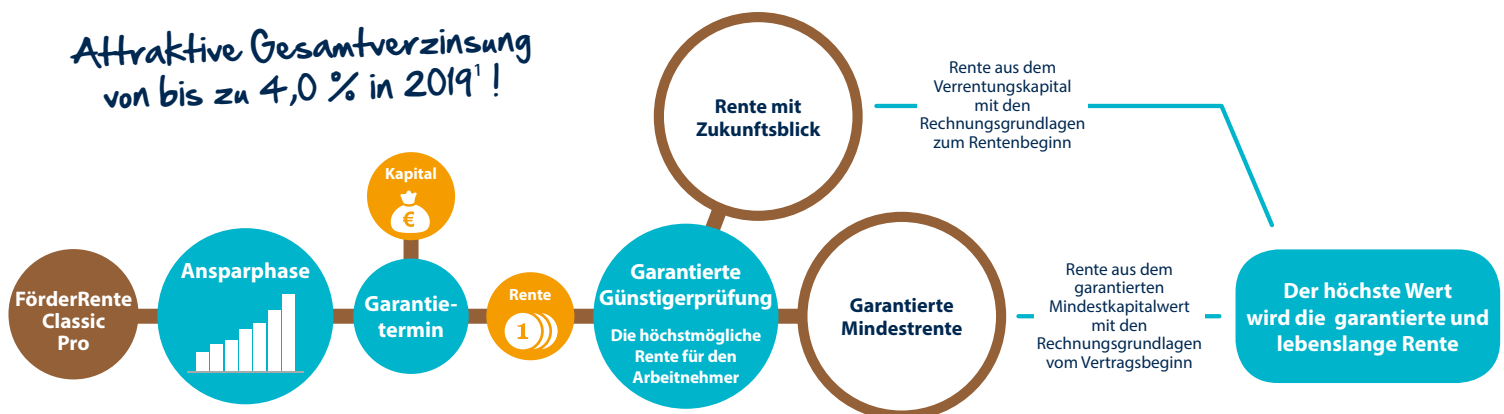 Attraktive Gesamtverzinsung
von bis zu 4,0 % in 2019¹ !
FörderRente
Classic
Pro
Ansparphase
Kapital
€
Garantie-
termin
Rente
1
Garantierte
Günstigerprüfung
Die höchstmögliche
Rente für den
Arbeitnehmer
Rente mit
Zukunftsblick
Rente aus dem
Verrentungskapital
mit den
Rechnungsgrundlagen
zum Rentenbeginn
Garantierte
Mindestrente
Rente aus dem
garantierten
Mindestkapitalwert
mit den
Rechnungsgrundlagen
vom Vertragsbeginn
Der höchste Wert
wird die garantierte und
lebenslange Rente